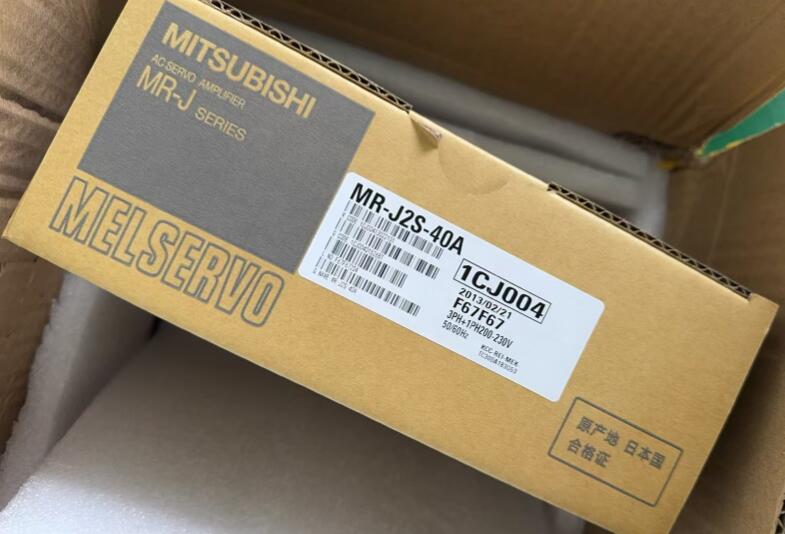 MITSUBISHI
AC SERVO AMPLIFIER
MR-J SERIES
MELSERVO
MR-J2S-40A
1CJ004
2013/02/21
F67F67
3PH+1PH200-230V
50/60Hz
原产地 日本国
合格证